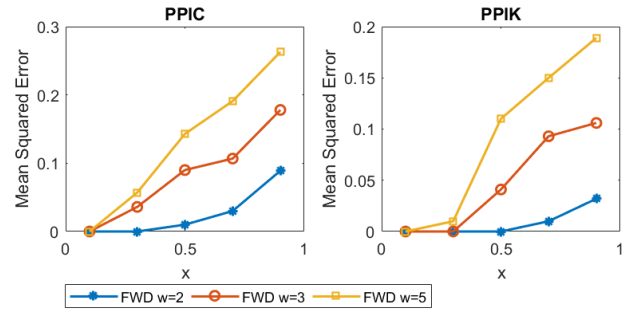 PPIC
PPIK
Mean Squared Error
0.3
0.2
0.1
0
0
0.5
1
x
Mean Squared Error
0.2
0.15
0.1
0.05
0
0
0.5
1
x
FWD w=2 FWD w=3 FWD w=5